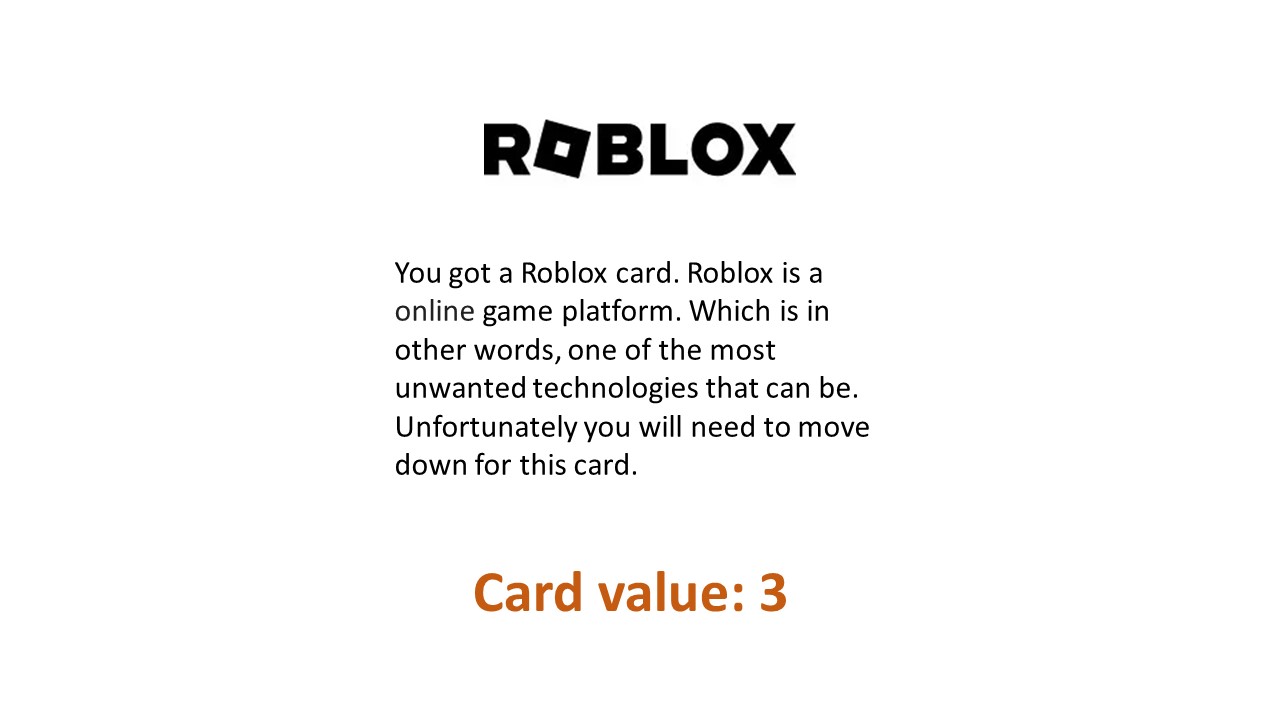 ROBLOX
You got a Roblox card. Roblox is a
online game platform. Which is in
other words, one of the most
unwanted technologies that can be.
Unfortunately you will need to move
down for this card.
Card value: 3